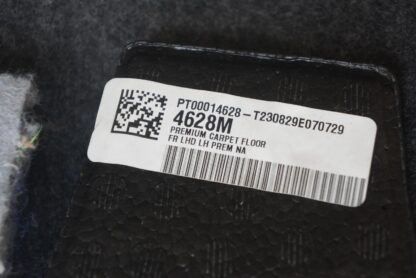 PT00014628-T230829E070729
4628M
PREMIUM CARPET FLOOR
FR LHD LH PREM NA